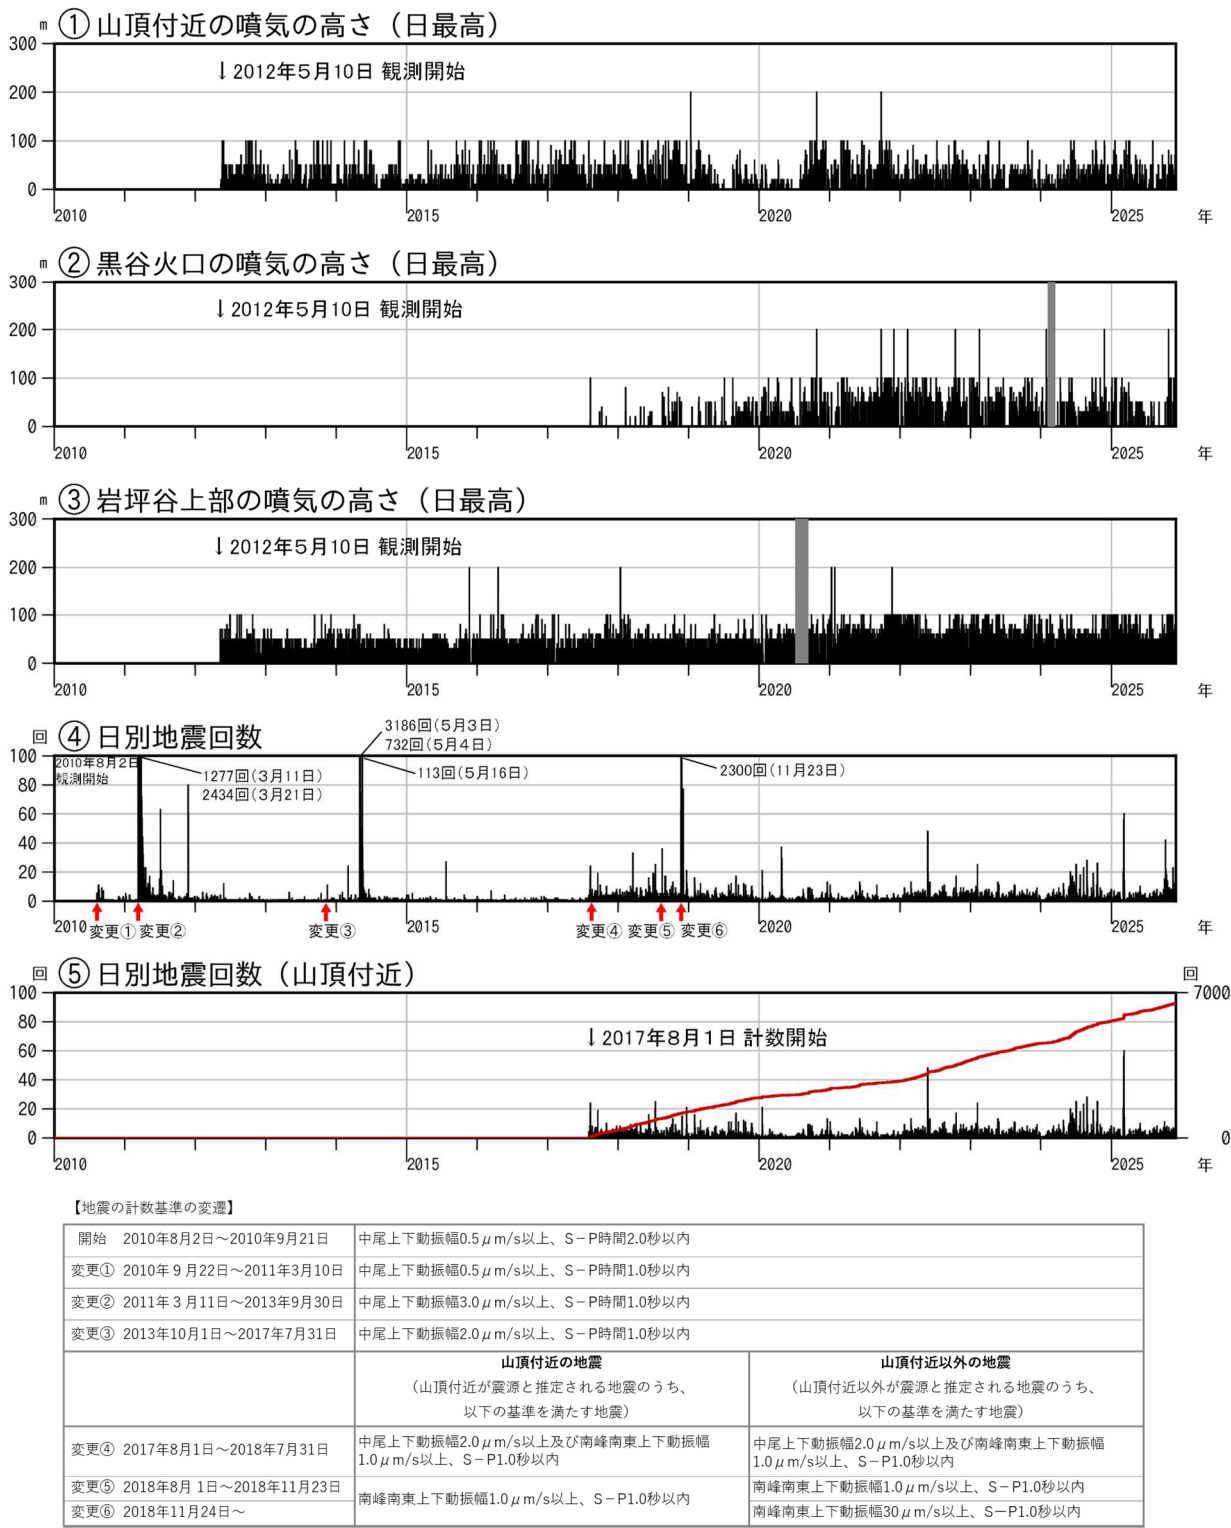 m ①山頂付近の噴気の高さ（日最高）
300
↓2012年5月10日 観測開始
200
100
0
2010 2015 2020 2025 年
m ②黒谷火口の噴気の高さ（日最高）
300
↓2012年5月10日 観測開始
200
100
0
2010 2015 2020 2025 年
m ③岩坪谷上部の噴気の高さ（日最高）
300
↓2012年5月10日 観測開始
200
100
0
2010 2015 2020 2025 年
回 ④日別地震回数
3186回（5月3日）
732回（5月4日）
100
2010年8月2日
観測開始
1277回（3月11日）
2434回（3月21日）
113回（5月16日）
2300回（11月23日）
80
60
40
20
0
2010 2015 2020 2025 年
変更① 変更② 変更③ 変更④ 変更⑤ 変更⑥
回 ⑤日別地震回数（山頂付近） 回
100 7000
80
↓2017年8月1日 計数開始
60
40
20
0 0
2010 2015 2020 2025 年
【地震の計数基準の変遷】
開始 2010年8月2日～2010年9月21日 中尾上下動振幅0.5μm/s以上、S－P時間2.0秒以内
変更① 2010年9月22日～2011年3月10日 中尾上下動振幅0.5μm/s以上、S－P時間1.0秒以内
変更② 2011年3月11日～2013年9月30日 中尾上下動振幅3.0μm/s以上、S－P時間1.0秒以内
変更③ 2013年10月1日～2017年7月31日 中尾上下動振幅2.0μm/s以上、S－P時間1.0秒以内
山頂付近の地震 山頂付近以外の地震
（山頂付近が震源と推定される地震のうち、 （山頂付近以外が震源と推定される地震のうち、
以下の基準を満たす地震） 以下の基準を満たす地震）
変更④ 2017年8月1日～2018年7月31日
中尾上下動振幅2.0μm/s以上及び南峰南東上下動振幅
1.0μm/s以上、S－P1.0秒以内
中尾上下動振幅2.0μm/s以上及び南峰南東上下動振幅
1.0μm/s以上、S－P1.0秒以内
変更⑤ 2018年8月1日～2018年11月23日
南峰南東上下動振幅1.0μm/s以上、S－P1.0秒以内
南峰南東上下動振幅1.0μm/s以上、S－P1.0秒以内
変更⑥ 2018年11月24日～
南峰南東上下動振幅30μm/s以上、S－P1.0秒以内